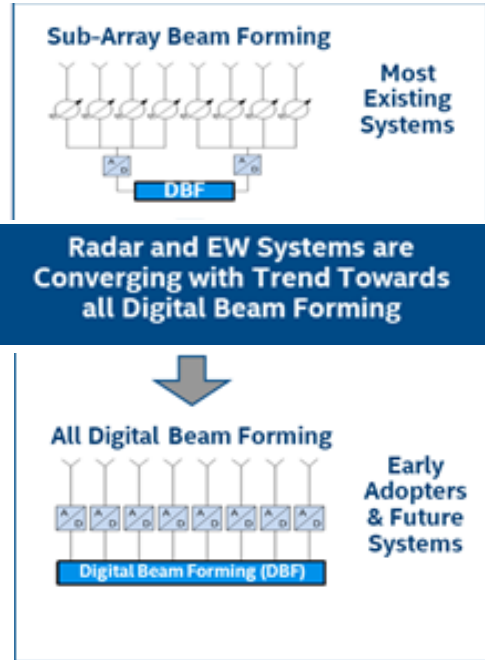 Sub-Array Beam Forming
Most
Existing
Systems
A/D A/D
DBF
Radar and EW Systems are
Converging with Trend Towards
all Digital Beam Forming
All Digital Beam Forming
Early
Adopters
& Future
Systems
A/D A/D A/D A/D A/D A/D A/D A/D
Digital Beam Forming (DBF)